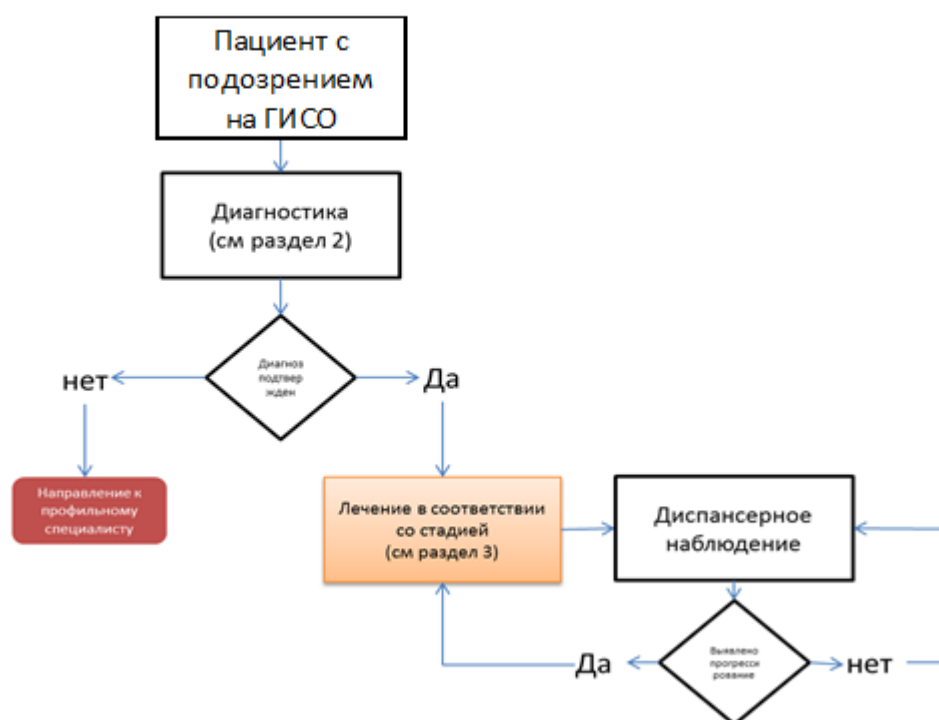 Пациент с
подозрением
на ГИСО
Диагностика
(см раздел 2)
Диагноз
подтвер
жден
нет
Да
Направление к
профильному
специалисту
Лечение в соответствии
со стадией
(см раздел 3)
Диспансерное
наблюдение
Выявлено
прогресси
рование
Да
нет